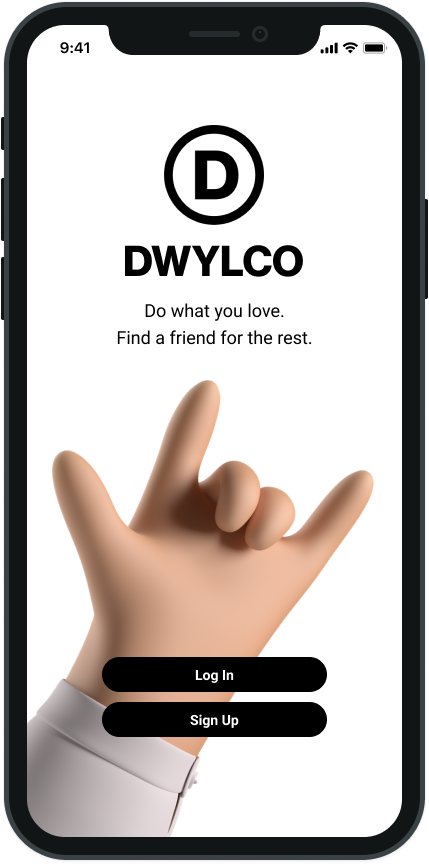 9:41
D
DWYLCO
Do what you love.
Find a friend for the rest.
Log In
Sign Up